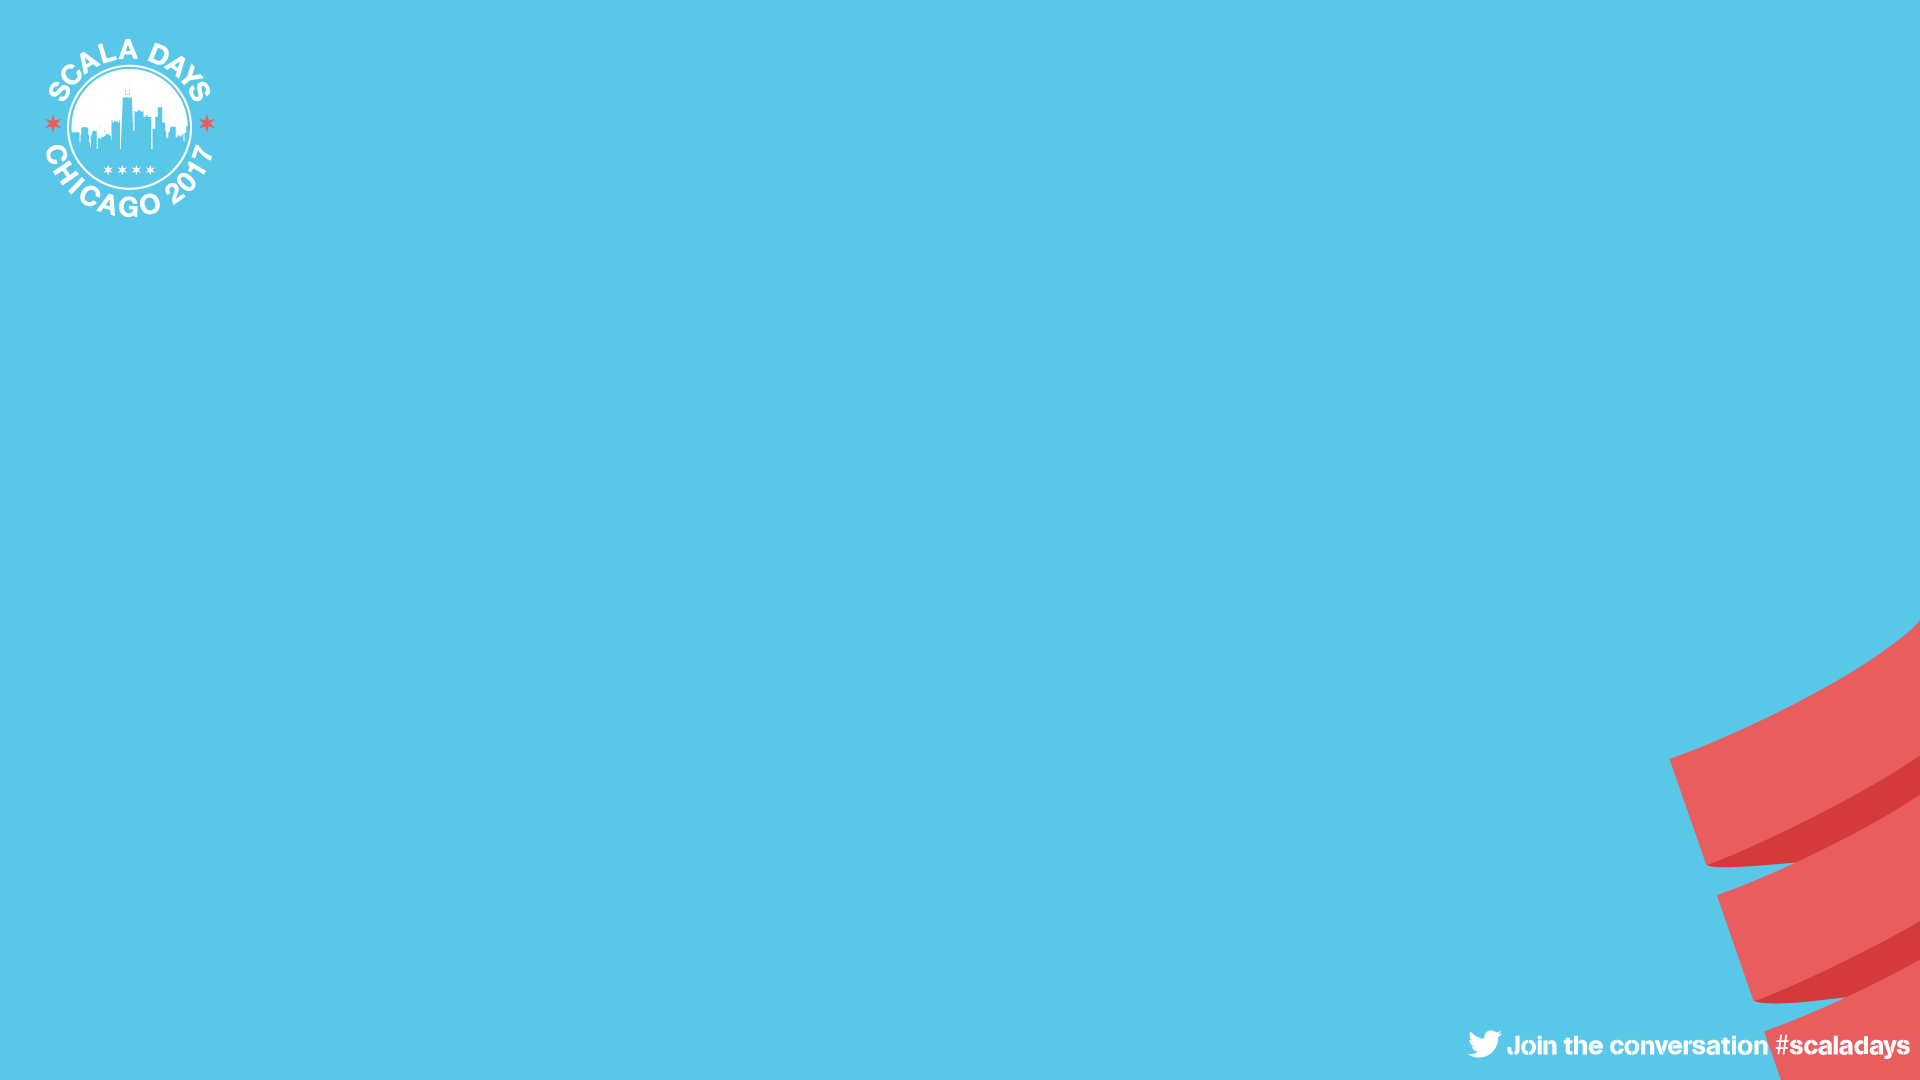 SCALA DAYS
CHICAGO 2017
Join the conversation #scaladays